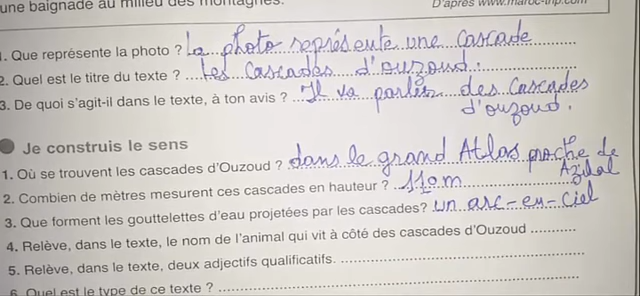 une baignade au milieu des montagnes.
D'après www.maroc-trip.com
1. Que représente la photo ? La photo représente une cascade
2. Quel est le titre du texte ? Les Cascades d'ouzoud.
3. De quoi s'agit-il dans le texte, à ton avis ? Il va parler des Cascades
d'ouzoud.
Je construis le sens
1. Où se trouvent les cascades d'Ouzoud ? dans le grand Atlas proche de
Azilal
2. Combien de mètres mesurent ces cascades en hauteur ? 110m
3. Que forment les gouttelettes d'eau projetées par les cascades? un arc-en-ciel
4. Relève, dans le texte, le nom de l'animal qui vit à côté des cascades d'Ouzoud
5. Relève, dans le texte, deux adjectifs qualificatifs.
6. Quel est le type de ce texte ?